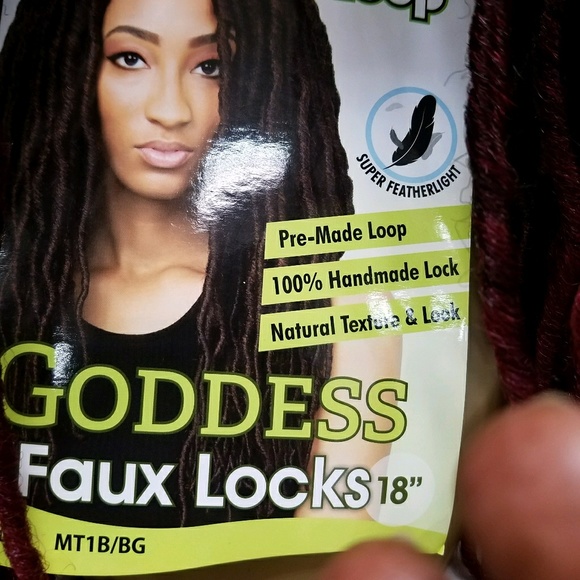 Loop
SUPER FEATHERLIGHT
Pre-Made Loop
100% Handmade Lock
Natural Texture & Look
GODDESS
Faux Locks 18”
MT1B/BG